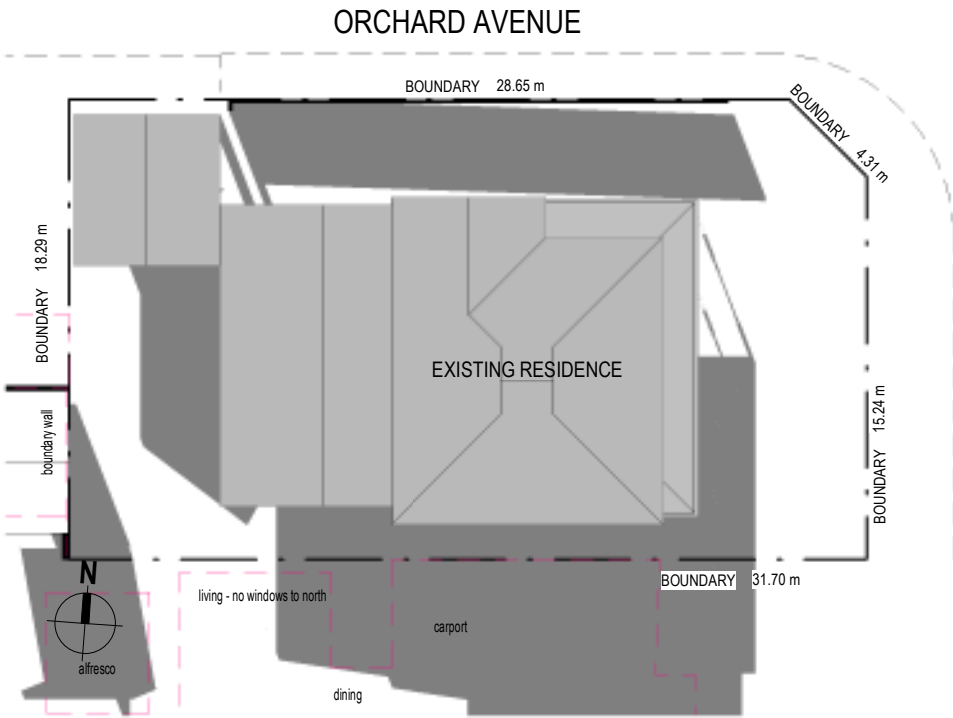 ORCHARD AVENUE
BOUNDARY 28.65 m
BOUNDARY 4.31 m
BOUNDARY 18.29 m
EXISTING RESIDENCE
boundary wall
BOUNDARY 15.24 m
N
BOUNDARY 31.70 m
living - no windows to north
carport
alfresco
dining